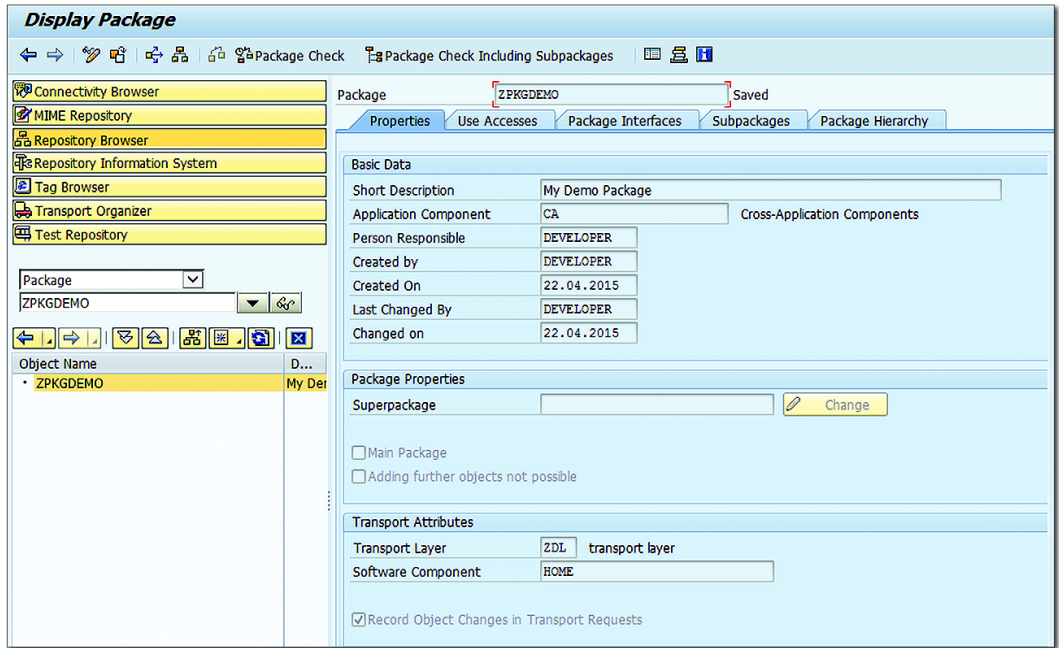 Display Package
Package Check Package Check Including Subpackages
Connectivity Browser
MIME Repository
Repository Browser
Repository Information System
Tag Browser
Transport Organizer
Test Repository
Package
ZPKGDEMO
Object Name D...
ZPKGDEMO My Der
Package ZPKGDEMO Saved
Properties Use Accesses Package Interfaces Subpackages Package Hierarchy
Basic Data
Short Description My Demo Package
Application Component CA Cross-Application Components
Person Responsible DEVELOPER
Created by DEVELOPER
Created On 22.04.2015
Last Changed By DEVELOPER
Changed on 22.04.2015
Package Properties
Superpackage Change
Main Package
Adding further objects not possible
Transport Attributes
Transport Layer ZDL transport layer
Software Component HOME
Record Object Changes in Transport Requests